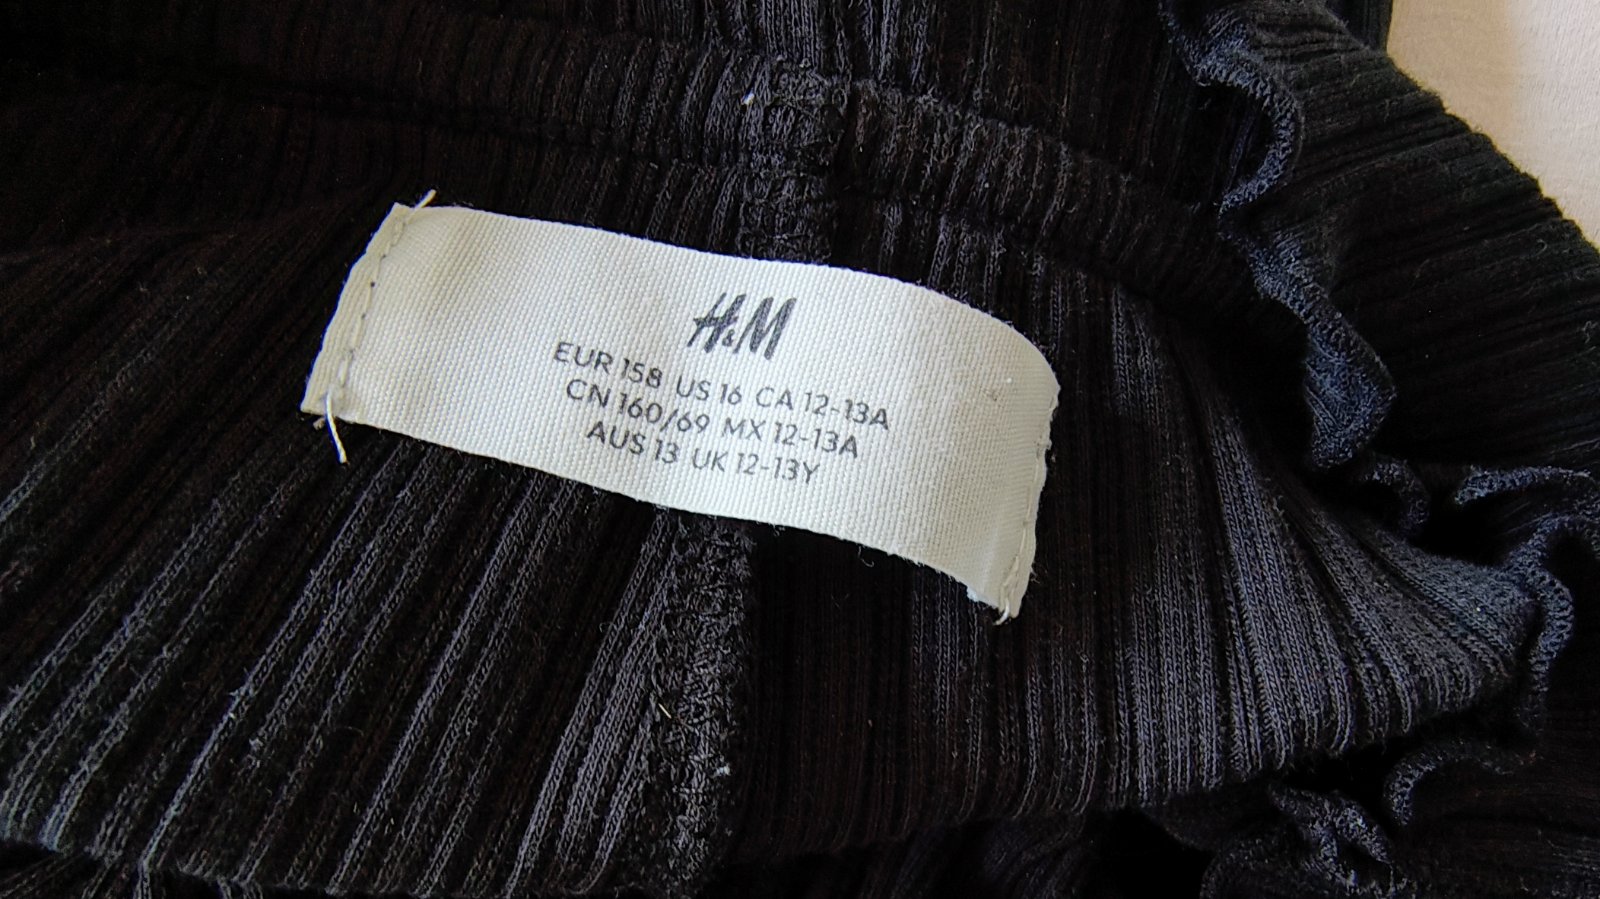 H&M
EUR 158 US 16 CA 12-13A
CN 160/69 MX 12-13A
AUS 13 UK 12-13Y